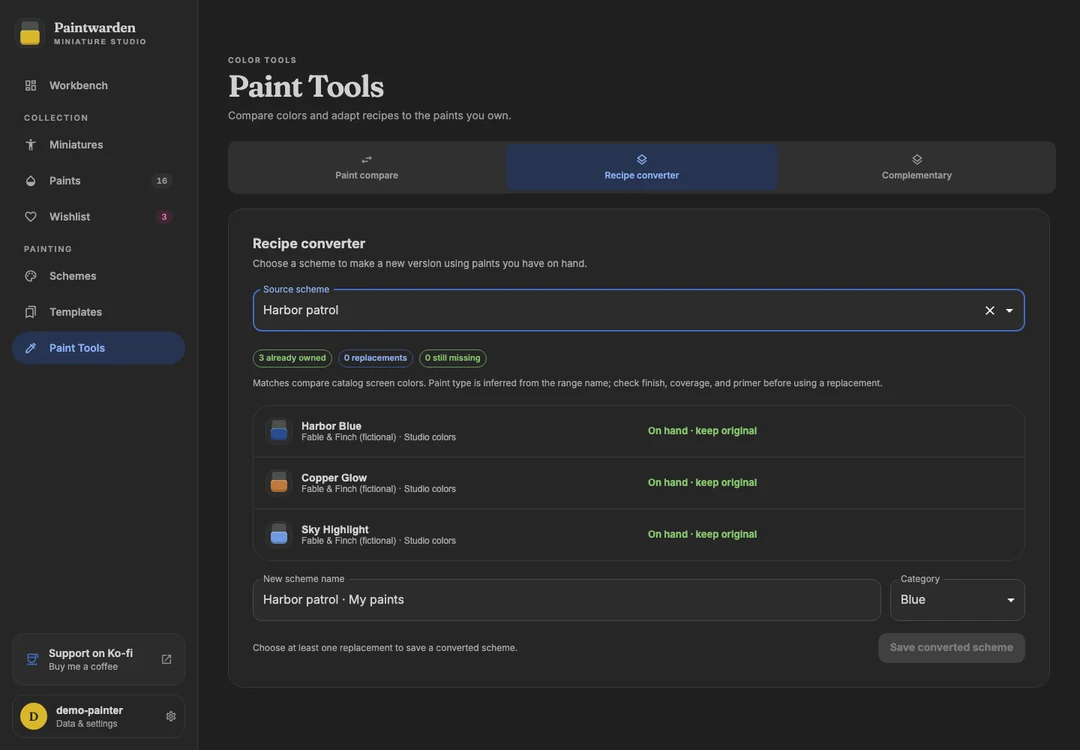 Paintwarden
MINIATURE STUDIO
Workbench
COLLECTION
Miniatures
Paints 16
Wishlist 3
PAINTING
Schemes
Templates
Paint Tools
Support on Ko-fi
Buy me a coffee
D
demo-painter
Data & settings
COLOR TOOLS
Paint Tools
Compare colors and adapt recipes to the paints you own.
Paint compare
Recipe converter
Complementary
Recipe converter
Choose a scheme to make a new version using paints you have on hand.
Source scheme
Harbor patrol
3 already owned
0 replacements
0 still missing
Matches compare catalog screen colors. Paint type is inferred from the range name; check finish, coverage, and primer before using a replacement.
Harbor Blue
Fable & Finch (fictional) · Studio colors
On hand · keep original
Copper Glow
Fable & Finch (fictional) · Studio colors
On hand · keep original
Sky Highlight
Fable & Finch (fictional) · Studio colors
On hand · keep original
New scheme name
Harbor patrol · My paints
Category
Blue
Choose at least one replacement to save a converted scheme.
Save converted scheme